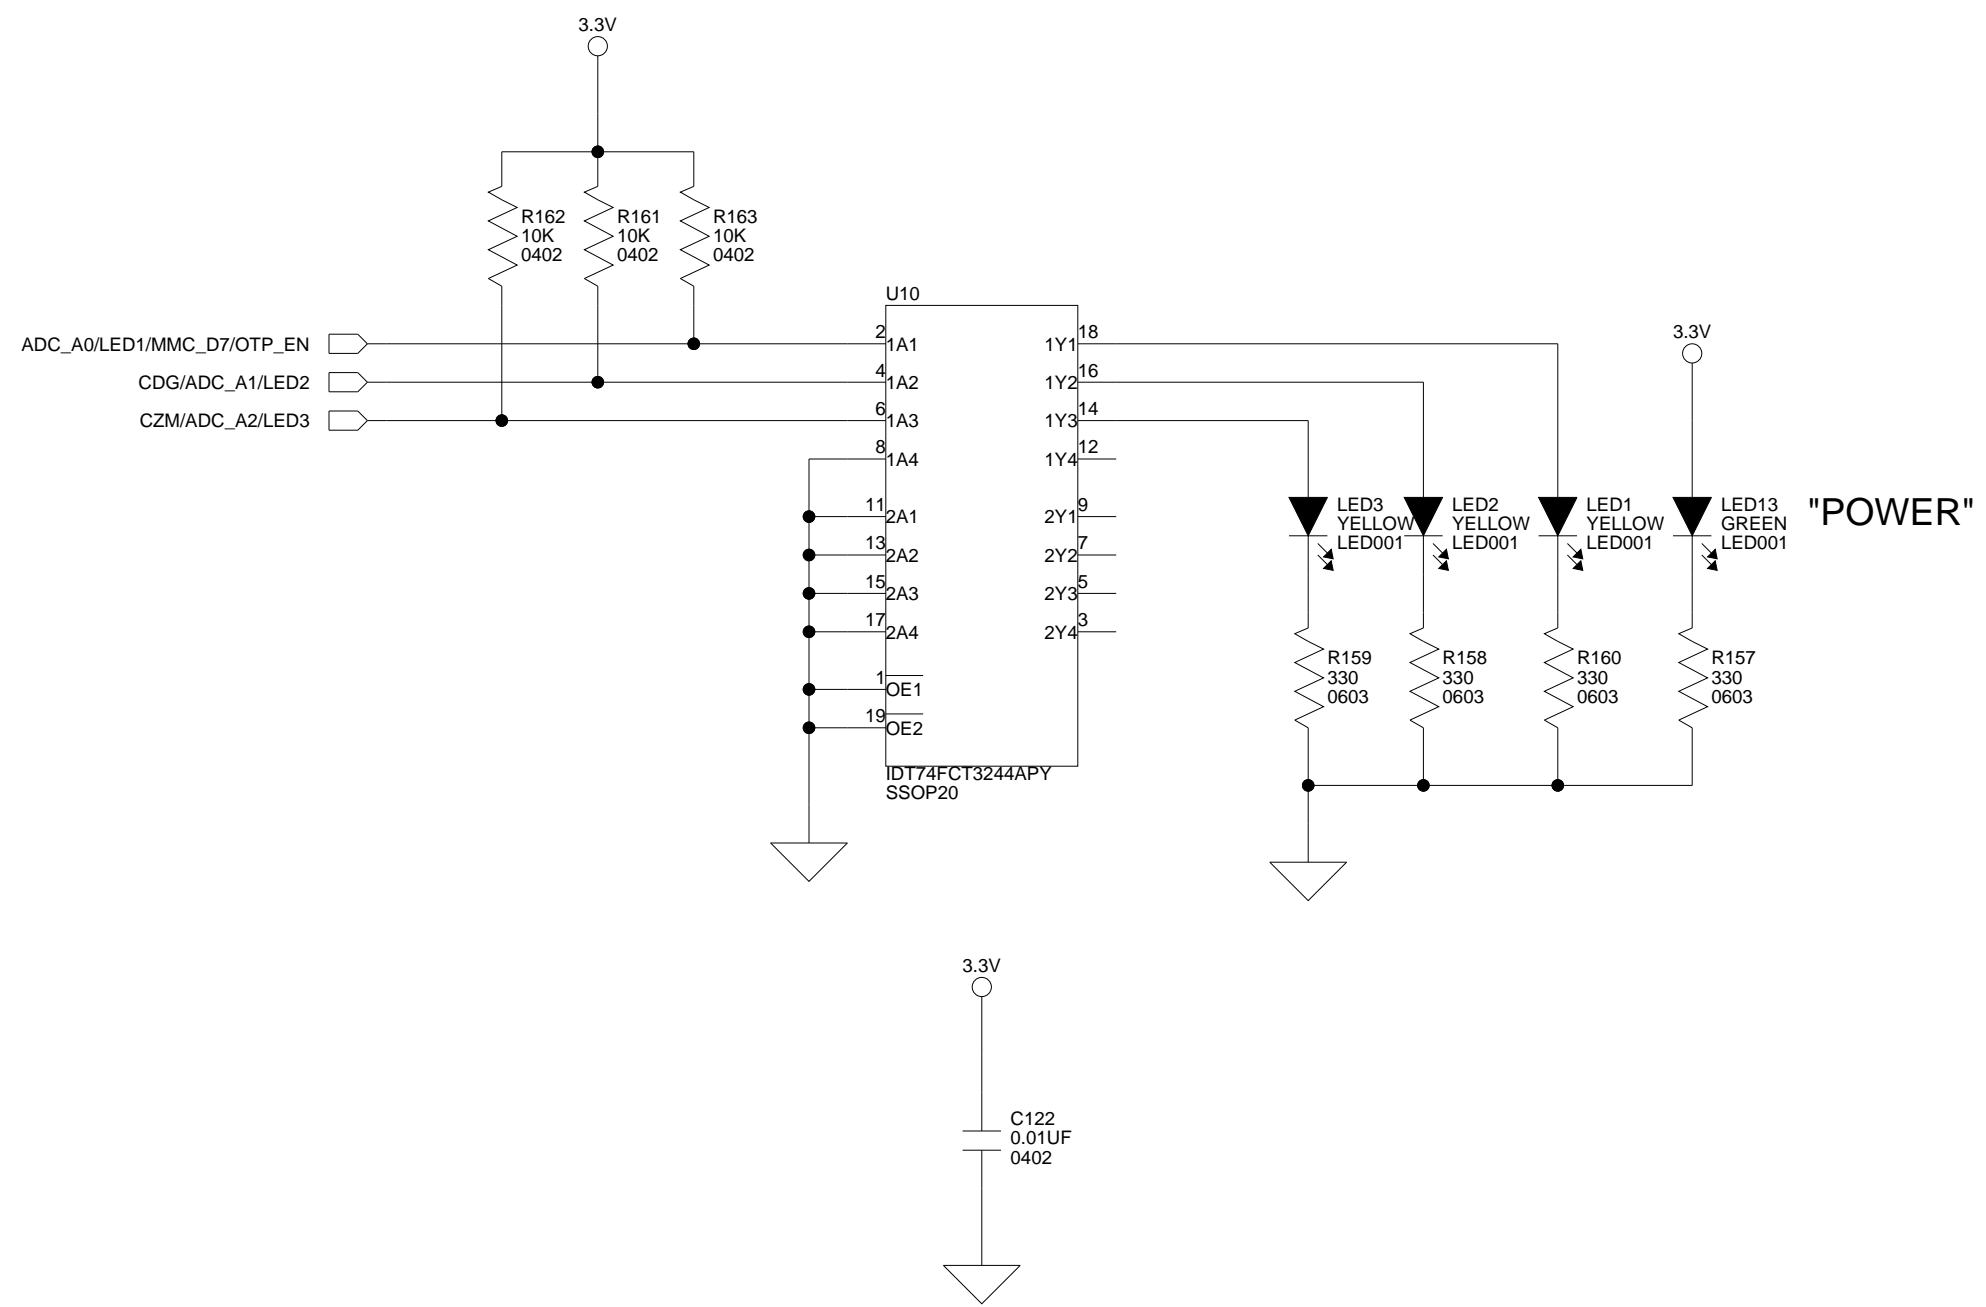 3.3V
R162
10K
0402
R161
10K
0402
R163
10K
0402
U10
ADC_A0/LED1/MMC_D7/OTP_EN
CDG/ADC_A1/LED2
CZM/ADC_A2/LED3
2
1A1
4
1A2
6
1A3
8
1A4
11
2A1
13
2A2
15
2A3
17
2A4
1
OE1
19
OE2
18
1Y1
16
1Y2
14
1Y3
12
1Y4
9
2Y1
7
2Y2
5
2Y3
3
2Y4
IDT74FCT3244APY
SSOP20
3.3V
LED3
YELLOW
LED001
LED2
YELLOW
LED001
LED1
YELLOW
LED001
LED13
GREEN
LED001
"POWER"
R159
330
0603
R158
330
0603
R160
330
0603
R157
330
0603
3.3V
C122
0.01UF
0402